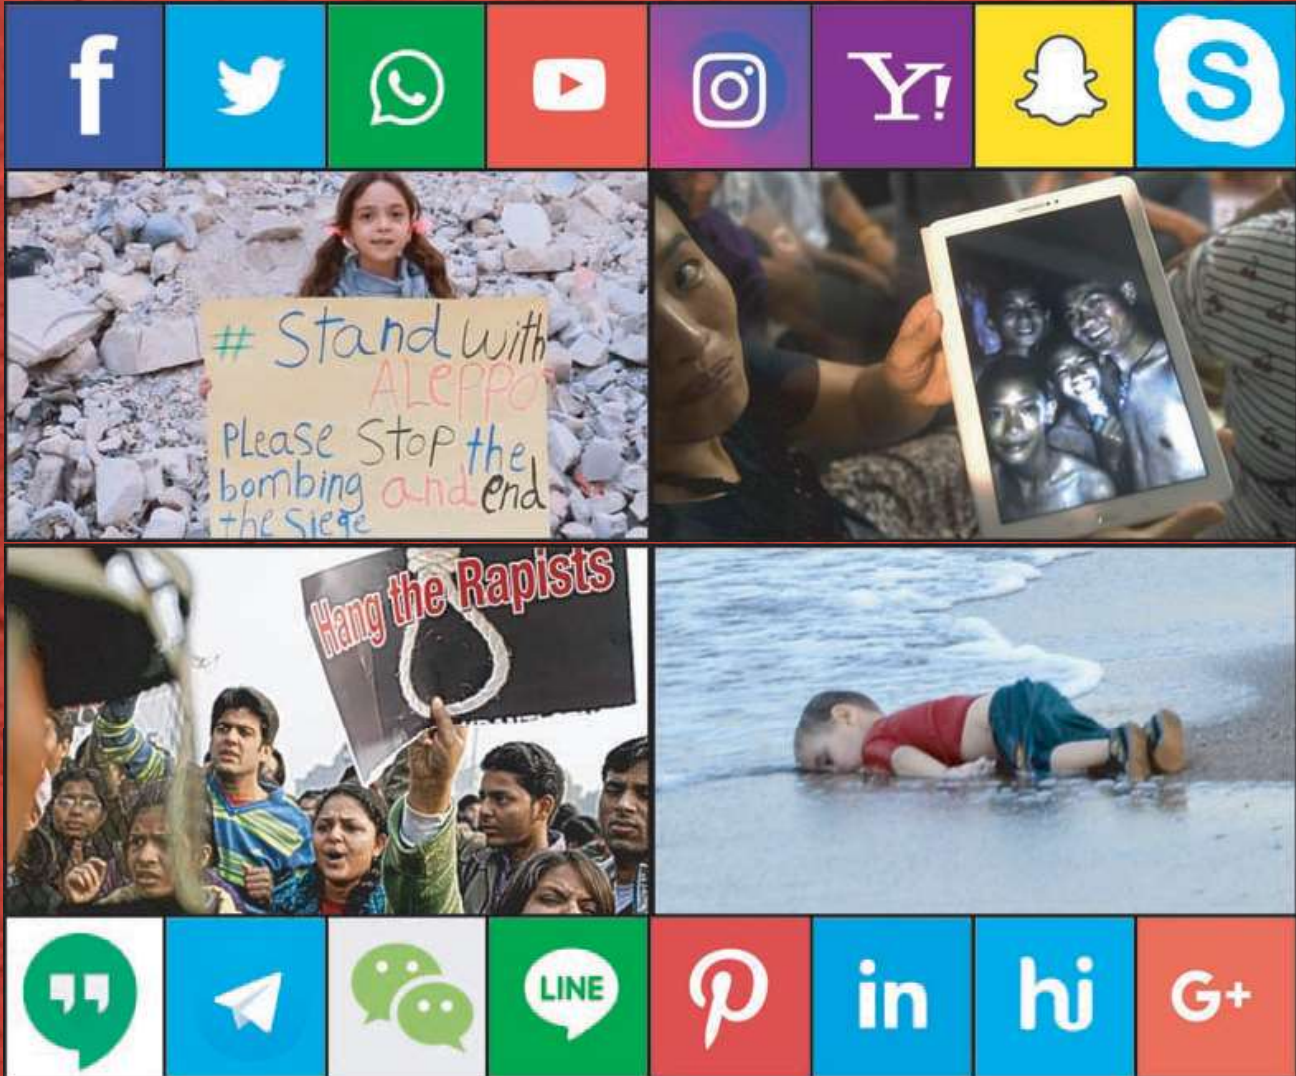 f
Y!
S
# Stand with
ALePPO
PLease Stop the
bombing and end
the Siege
Hang the Rapists
LINE
in
hi
G+